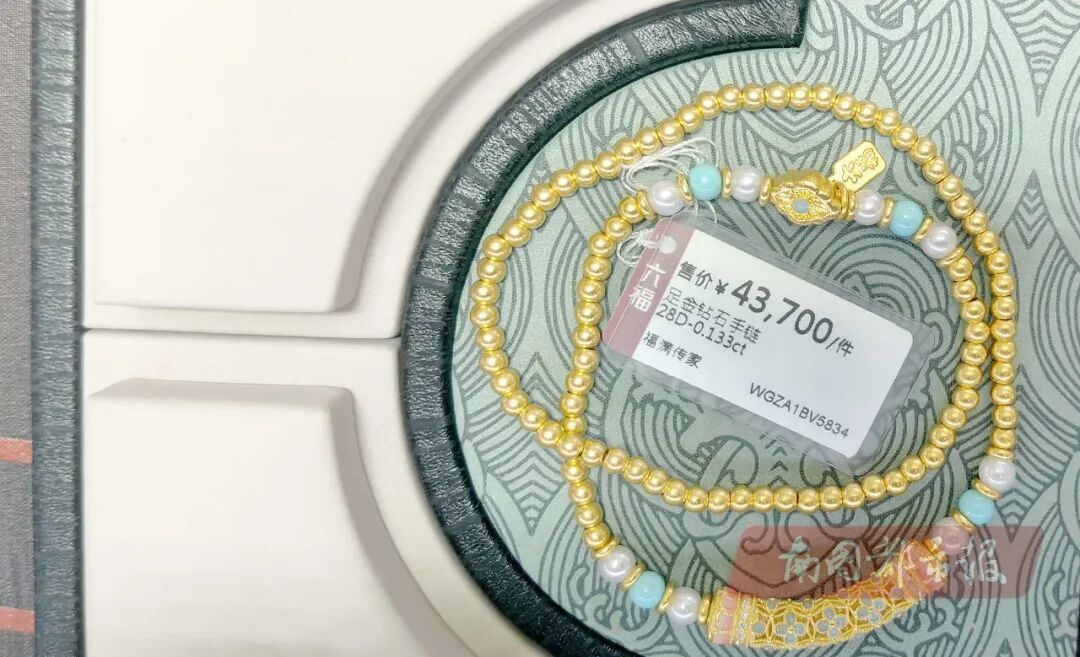 六福
售价¥43,700/件
足金钻石手链
28D-0.133ct
福满传家
WGZA1BV5834
南国都市报